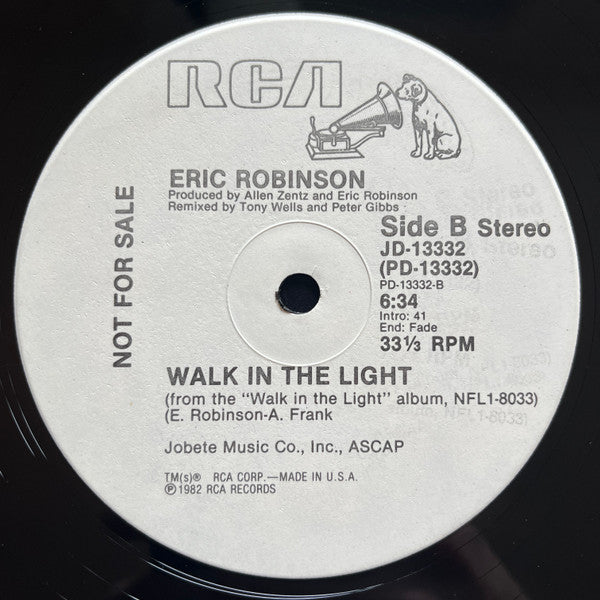 RCA
NOT FOR SALE
ERIC ROBINSON
Produced by Allen Zentz and Eric Robinson
Remixed by Tony Wells and Peter Gibbs
Side B Stereo
JD-13332
(PD-13332)
PD-13332-B
6:34
Intro: 41
End: Fade
33⅓ RPM
WALK IN THE LIGHT
(from the "Walk in the Light" album, NFL1-8033)
(E. Robinson-A. Frank
Jobete Music Co., Inc., ASCAP
TM(s)® RCA CORP.—MADE IN U.S.A.
℗ 1982 RCA RECORDS